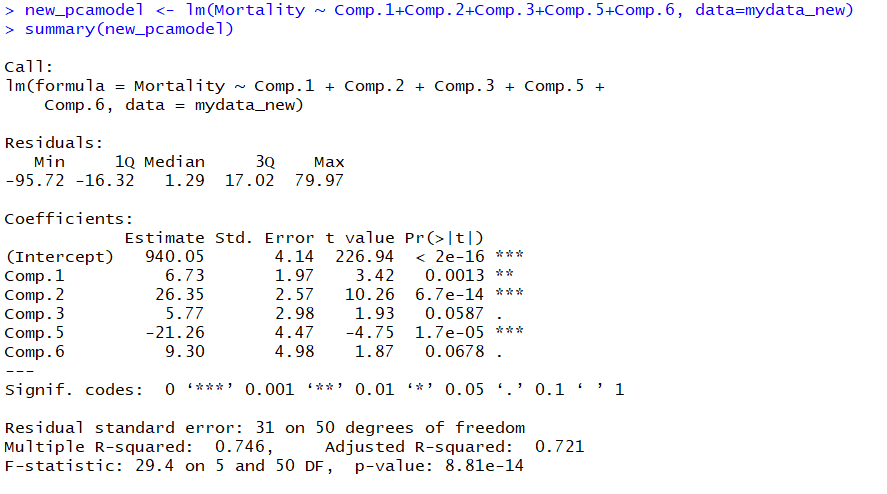 > new_pcamodel <- lm(Mortality ~ Comp.1+Comp.2+Comp.3+Comp.5+Comp.6, data=mydata_new)
> summary(new_pcamodel)
Call:
lm(formula = Mortality ~ Comp.1 + Comp.2 + Comp.3 + Comp.5 +
    Comp.6, data = mydata_new)
Residuals:
   Min     1Q Median     3Q    Max
-95.72 -16.32   1.29  17.02  79.97
Coefficients:
            Estimate Std. Error t value Pr(>|t|)
(Intercept)   940.05       4.14  226.94  < 2e-16 ***
Comp.1          6.73       1.97    3.42   0.0013 **
Comp.2         26.35       2.57   10.26  6.7e-14 ***
Comp.3          5.77       2.98    1.93   0.0587 .
Comp.5        -21.26       4.47   -4.75  1.7e-05 ***
Comp.6          9.30       4.98    1.87   0.0678 .
---
Signif. codes:  0 ‘***’ 0.001 ‘**’ 0.01 ‘*’ 0.05 ‘.’ 0.1 ‘ ’ 1
Residual standard error: 31 on 50 degrees of freedom
Multiple R-squared:  0.746,     Adjusted R-squared:  0.721
F-statistic: 29.4 on 5 and 50 DF,  p-value: 8.81e-14